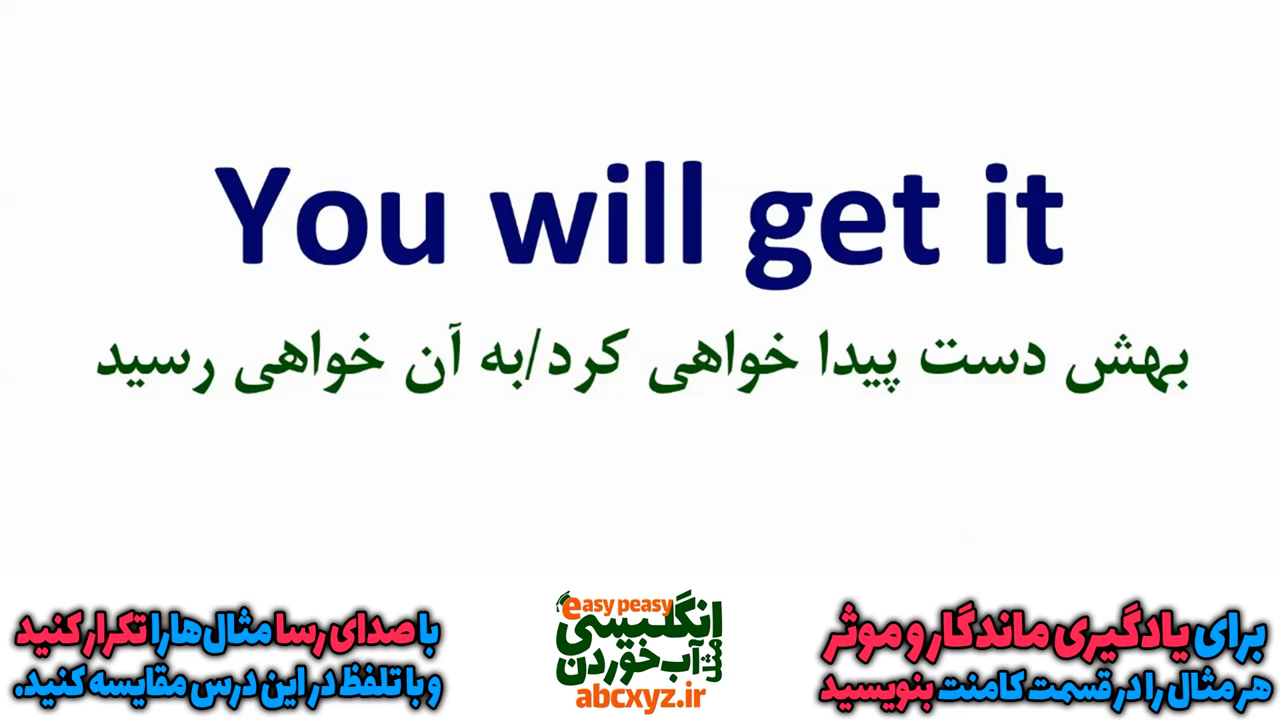 You will get it
بهش دست پیدا خواهی کرد/به آن خواهی رسید
برای یادگیری ماندگار و موثر
هر مثال را در قسمت کامنت بنویسید
easy peasy
انگلیسی
مثل آب خوردن
abcxyz.ir
با صدای رسا مثال‌ها را تکرار کنید
و با تلفظ در این درس مقایسه کنید.